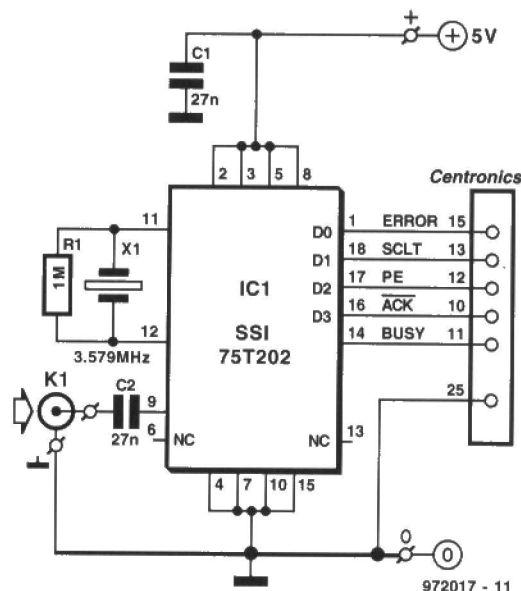 +
+ 5V
C1
27n
2 3 5 8
Centronics
11
R1
X1
1M
D0 1 ERROR 15
D1 18 SCLT 13
IC1
D2 17 PE 12
D3 16 ACK 10
SSI
75T202
14 BUSY 11
12
3.579MHz
K1
C2
9
25
27n
6
NC
NC 13
4 7 10 15
0
0
972017 - 11